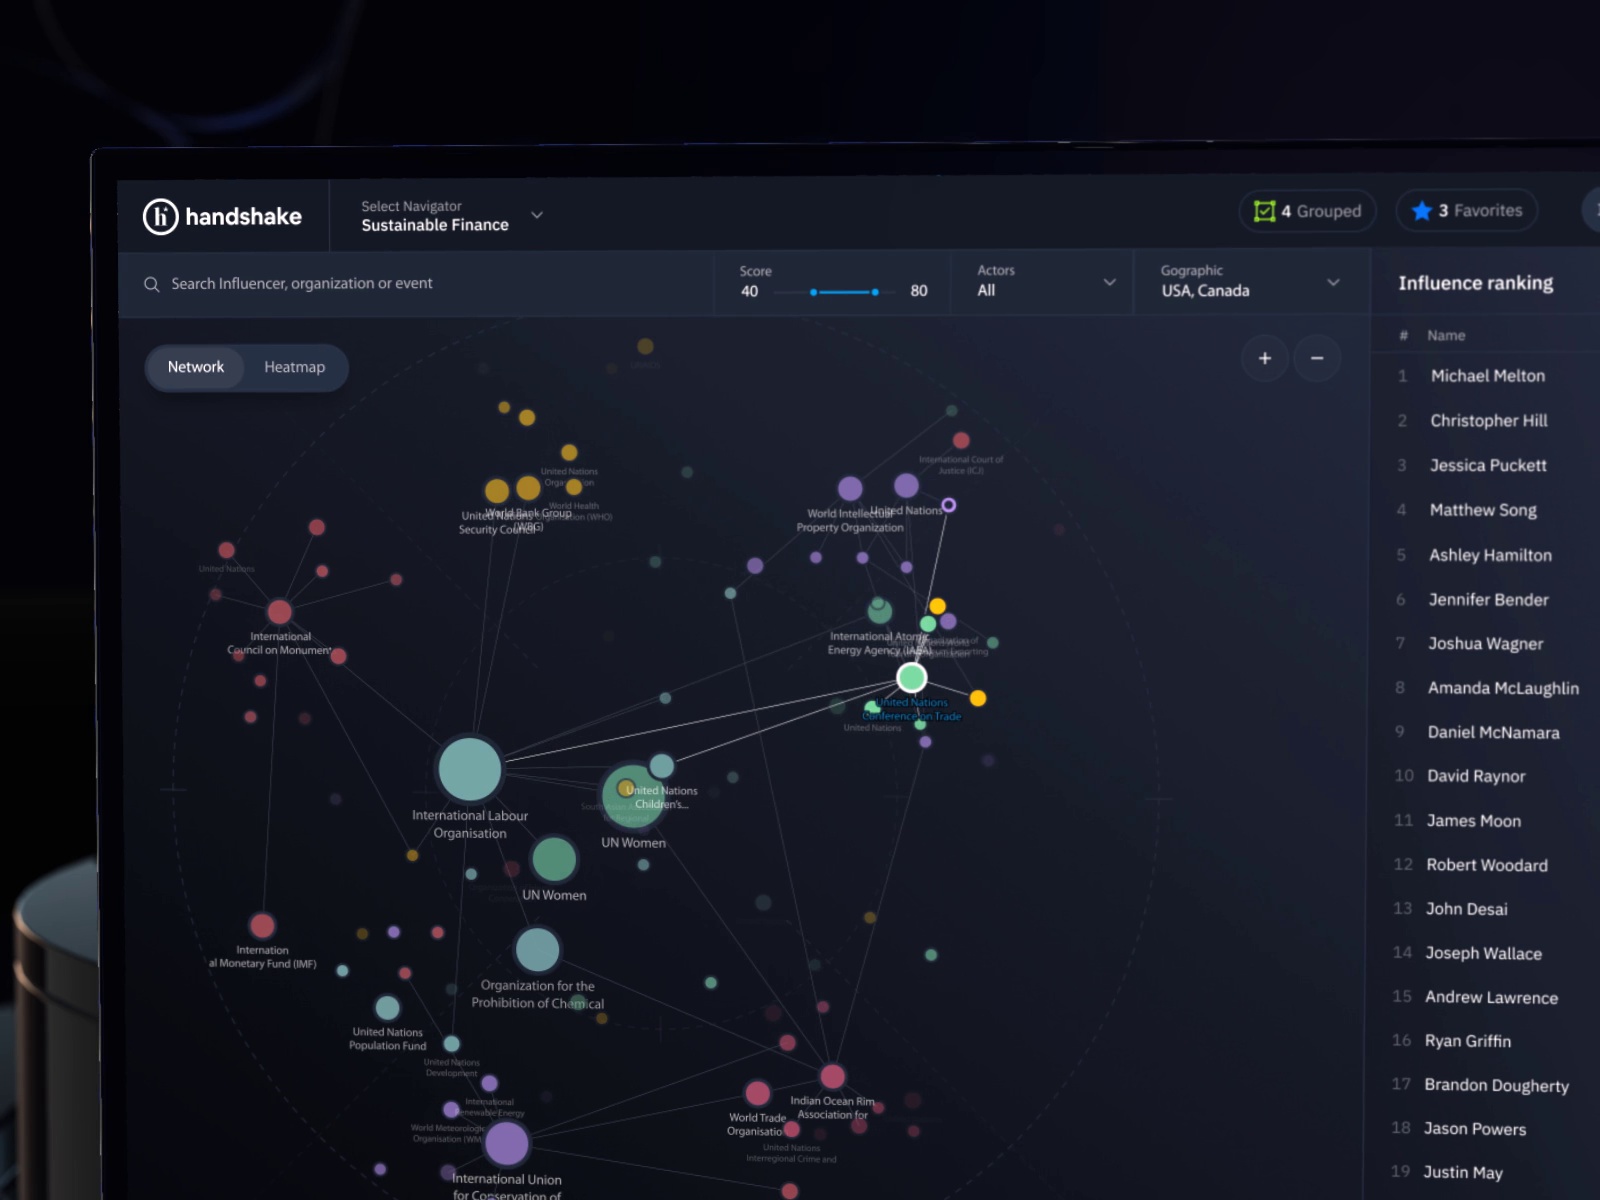 handshake
Select Navigator
Sustainable Finance
4 Grouped
3 Favorites
Search Influencer, organization or event
Score
40
80
Actors
All
Gographic
USA, Canada
Influence ranking
Network
Heatmap
+
−
# Name
1 Michael Melton
2 Christopher Hill
3 Jessica Puckett
4 Matthew Song
5 Ashley Hamilton
6 Jennifer Bender
7 Joshua Wagner
8 Amanda McLaughlin
9 Daniel McNamara
10 David Raynor
11 James Moon
12 Robert Woodard
13 John Desai
14 Joseph Wallace
15 Andrew Lawrence
16 Ryan Griffin
17 Brandon Dougherty
18 Jason Powers
19 Justin May
International Court of
Justice (ICJ)
United Nations
World Health
(WHO)
World Bank Group
(WBG)
United Nations
Security Council
World Intellectual
Property Organization
United Nations
United Nations
International
Council on Monument
International Atomic
Energy Agency (IAEA)
United Nations
Conference on Trade
United Nations
International Labour
Organisation
United Nations
Children's...
UN Women
UN Women
Internation
al Monetary Fund (IMF)
Organization for the
Prohibition of Chemical
United Nations
Population Fund
United Nations
Development
International
Renewable Energy
World Meteorologic
Organisation (WM
International Union
for Conservation of
World Trade
Organisatio
Indian Ocean Rim
Association for
United Nations
Interregional Crime and